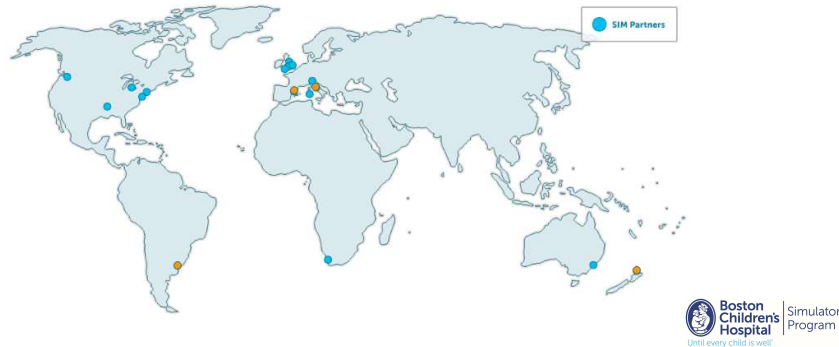 SIM Partners
Boston
Children's
Hospital
Simulator
Program
Until every child is well